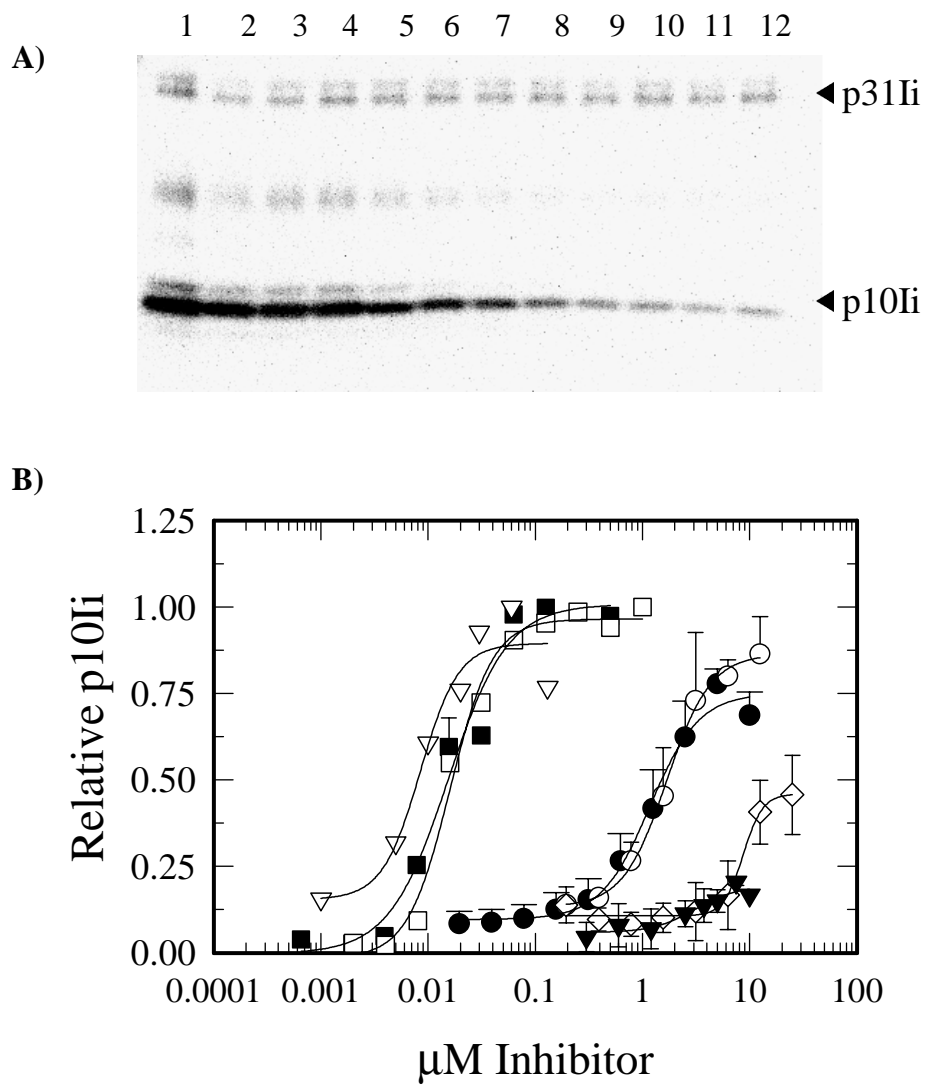 1 2 3 4 5 6 7 8 9 10 11 12
A)
◀ p31Ii
◀ p10Ii
B)
1.25
1.00
0.75
0.50
0.25
0.00
Relative p10Ii
0.0001 0.001 0.01 0.1 1 10 100
μM Inhibitor